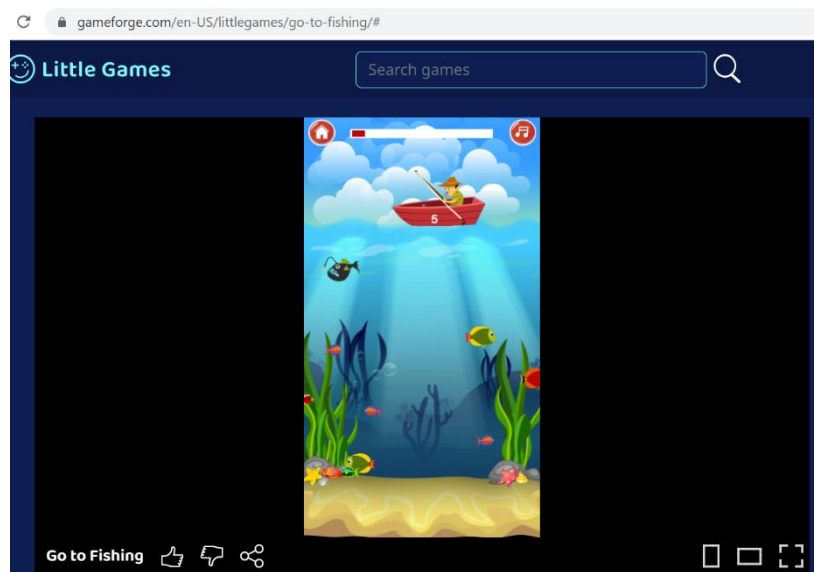 gameforge.com/en-US/littlegames/go-to-fishing/#
Little Games
Search games
5
Go to Fishing